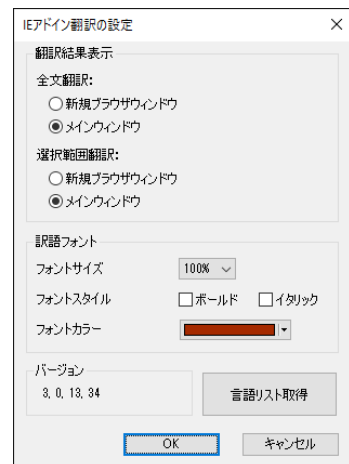 IEアドイン翻訳の設定
翻訳結果表示
全文翻訳:
新規ブラウザウィンドウ
メインウィンドウ
選択範囲翻訳:
新規ブラウザウィンドウ
メインウィンドウ
訳語フォント
フォントサイズ 100%
フォントスタイル ボールド イタリック
フォントカラー
バージョン
3, 0, 13, 34 言語リスト取得
OK キャンセル